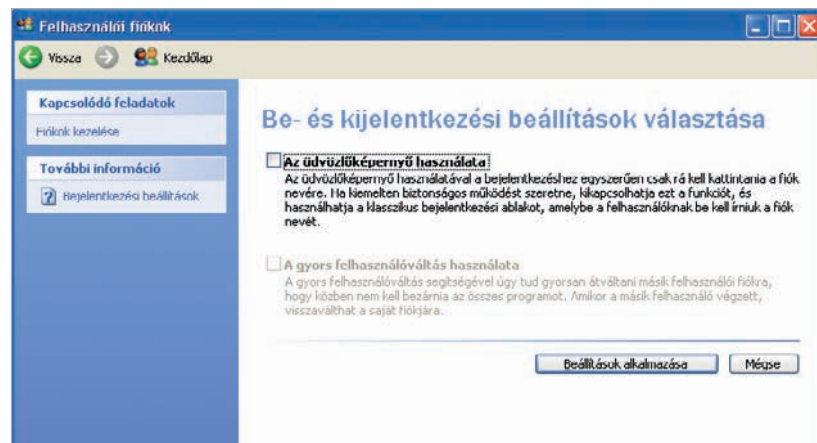 Felhasználói fiókok
Vissza
Kezdőlap
Kapcsolódó feladatok
Fiókok kezelése
További információ
Bejelentkezési beállítások
Be- és kijelentkezési beállítások választása
Az üdvözlőképernyő használata
Az üdvözlőképernyő használatával a bejelentkezéshez egyszerűen csak rá kell kattintania a fiók
nevére. Ha kiemelten biztonságos működést szeretne, kikapcsolhatja ezt a funkciót, és
használhatja a klasszikus bejelentkezési ablakot, amelybe a felhasználóknak be kell írniuk a fiók
nevét.
A gyors felhasználóváltás használata
A gyors felhasználóváltás segítségével úgy tud gyorsan átváltani másik felhasználói fiókra,
hogy közben nem kell bezárnia az összes programot. Amikor a másik felhasználó végzett,
visszaválthat a saját fiókjára.
Beállítások alkalmazása
Mégse